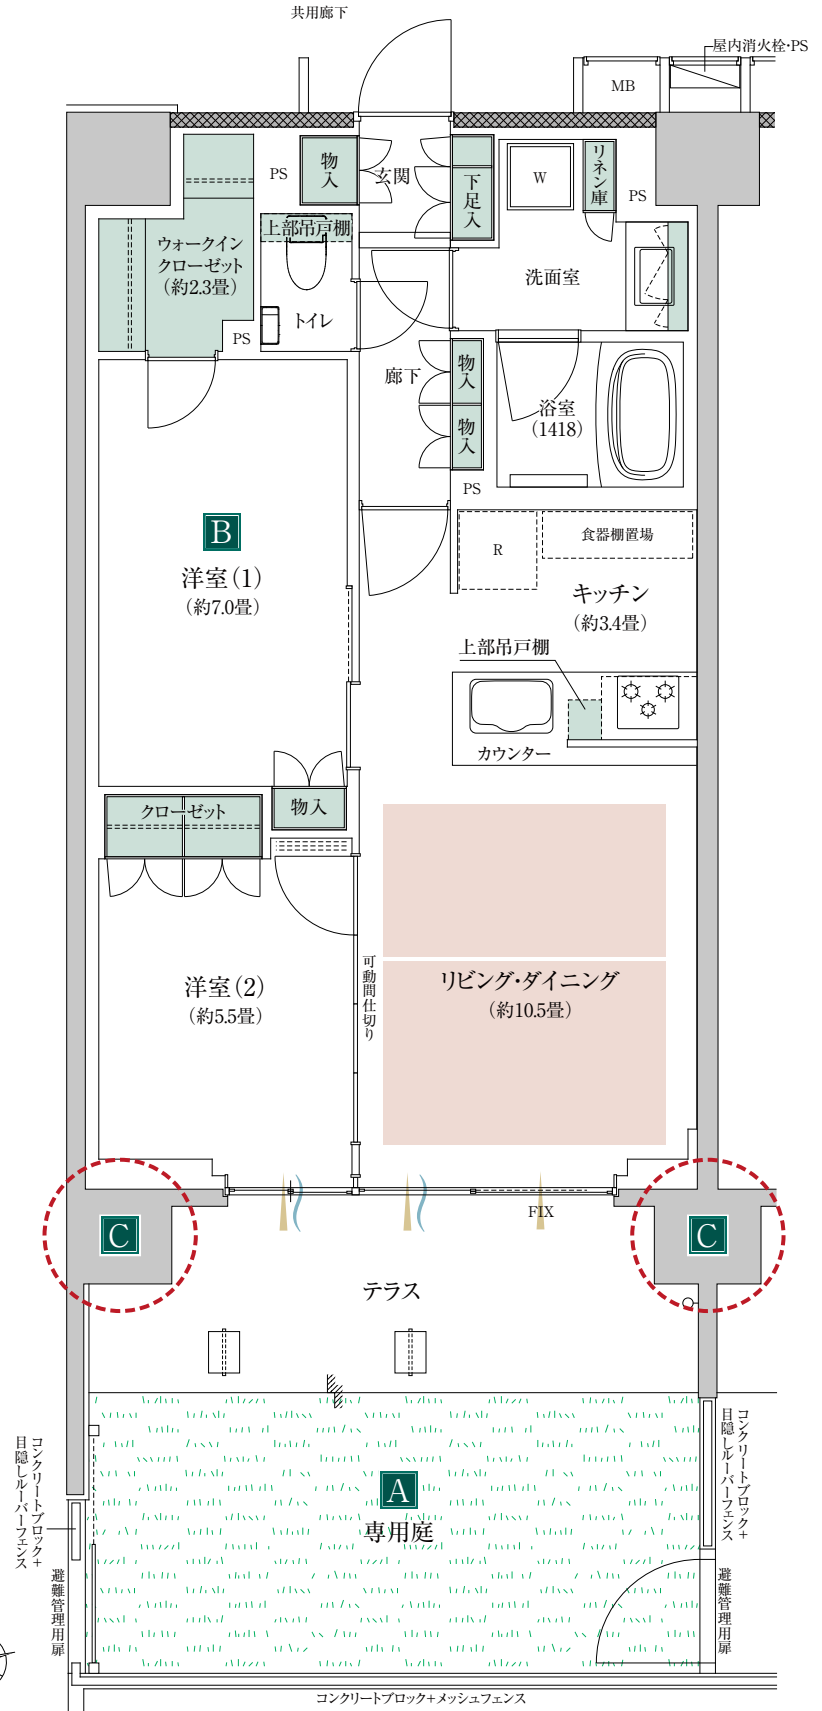 共用廊下
屋内消火栓・PS
MB
物入
PS
玄関
下足入
W
リネン庫
PS
上部吊戸棚
ウォークイン
クローゼット
(約2.3畳)
トイレ
PS
洗面室
廊下
物入
物入
浴室
(1418)
PS
B
洋室(1)
(約7.0畳)
R
食器棚置場
キッチン
(約3.4畳)
上部吊戸棚
カウンター
クローゼット
物入
可動間仕切り
洋室(2)
(約5.5畳)
リビング・ダイニング
(約10.5畳)
FIX
C
C
テラス
A
専用庭
コンクリートブロック+
目隠しルーバーフェンス
コンクリートブロック+
目隠しルーバーフェンス
避難管理用扉
避難管理用扉
コンクリートブロック+メッシュフェンス